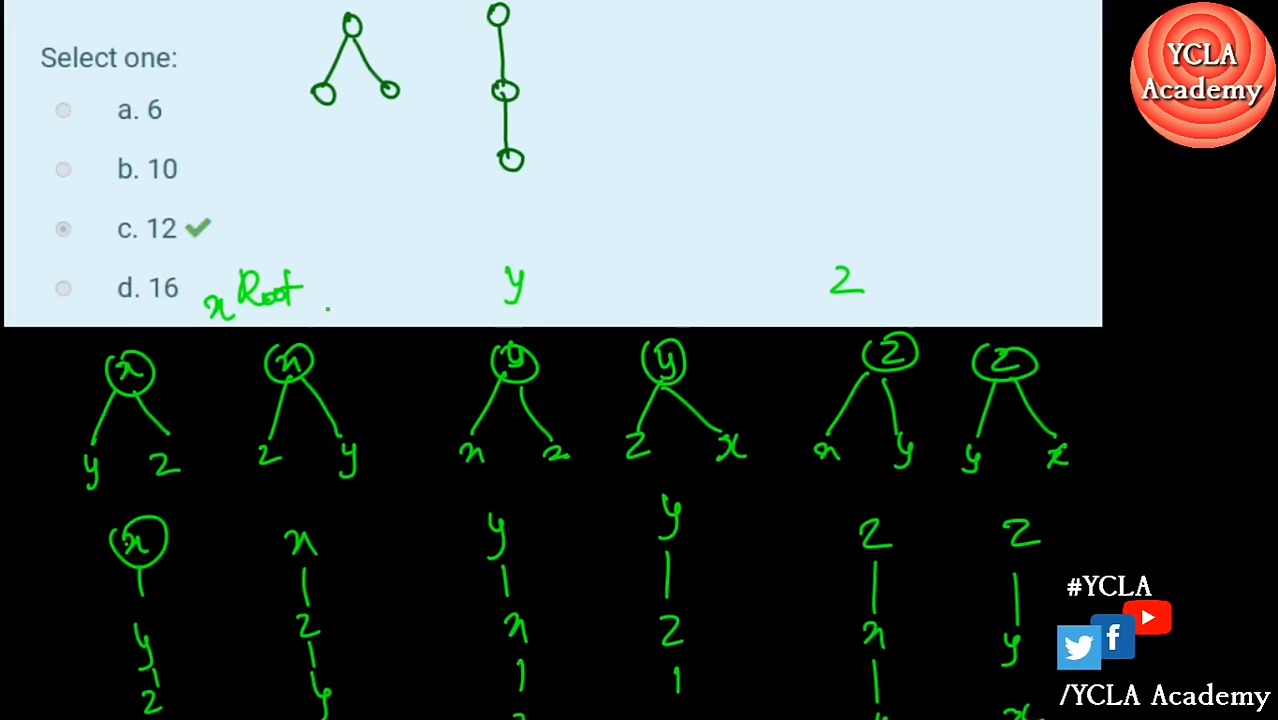 YCLA
Academy
Select one:
a. 6
b. 10
c. 12
d. 16
x Root y z
x x y y z z
y z z y x z z x x y y x
x x y y z z
y z x z x y
z y
#YCLA
/YCLA Academy